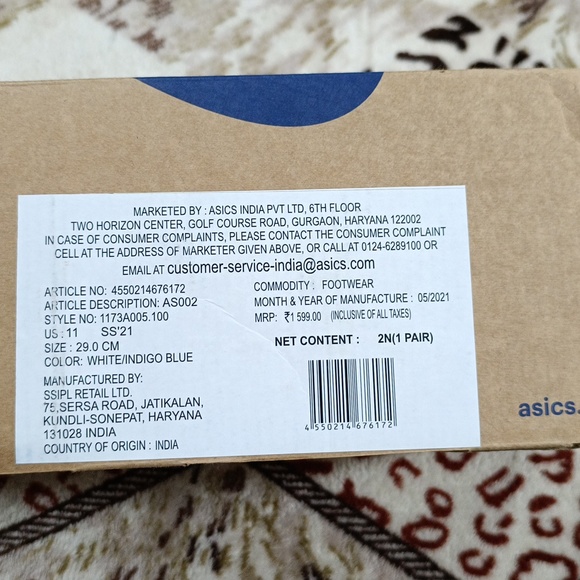 MARKETED BY : ASICS INDIA PVT LTD, 6TH FLOOR
TWO HORIZON CENTER, GOLF COURSE ROAD, GURGAON, HARYANA 122002
IN CASE OF CONSUMER COMPLAINTS, PLEASE CONTACT THE CONSUMER COMPLAINT
CELL AT THE ADDRESS OF MARKETER GIVEN ABOVE, OR CALL AT 0124-6289100 OR
EMAIL AT customer-service-india@asics.com
ARTICLE NO: 4550214676172
ARTICLE DESCRIPTION: AS002
STYLE NO: 1173A005.100
US : 11 SS'21
SIZE : 29.0 CM
COLOR: WHITE/INDIGO BLUE
MANUFACTURED BY:
SSIPL RETAIL LTD.
75,SERSA ROAD, JATIKALAN,
KUNDLI-SONEPAT, HARYANA
131028 INDIA
COUNTRY OF ORIGIN : INDIA
COMMODITY : FOOTWEAR
MONTH & YEAR OF MANUFACTURE : 05/2021
MRP: ₹1 599.00 (INCLUSIVE OF ALL TAXES)
NET CONTENT : 2N(1 PAIR)
4 550214 676172
asics.